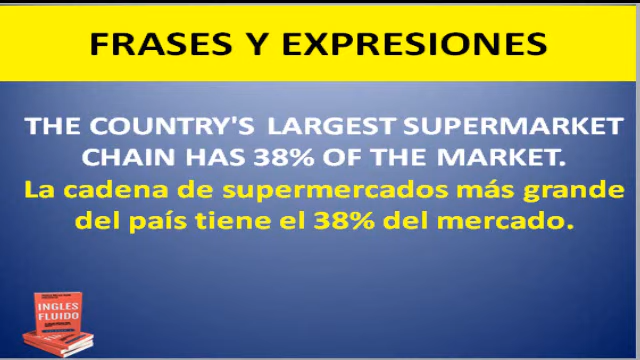 FRASES Y EXPRESIONES
THE COUNTRY'S LARGEST SUPERMARKET
CHAIN HAS 38% OF THE MARKET.
La cadena de supermercados más grande
del país tiene el 38% del mercado.
INGLES
FLUIDO